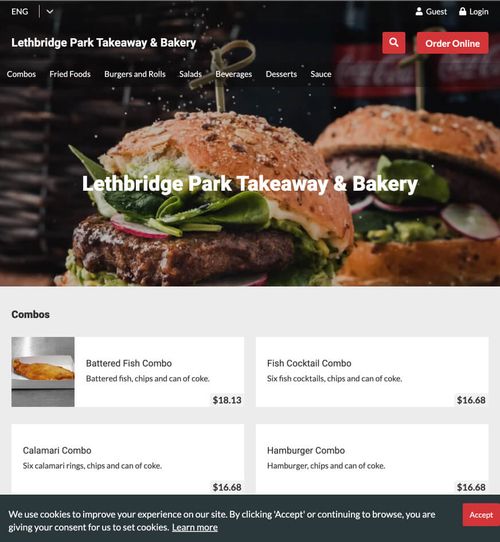 ENG
Guest
Login
Lethbridge Park Takeaway & Bakery
Order Online
Combos Fried Foods Burgers and Rolls Salads Beverages Desserts Sauce
Lethbridge Park Takeaway & Bakery
Combos
Battered Fish Combo
Battered fish, chips and can of coke.
$18.13
Fish Cocktail Combo
Six fish cocktails, chips and can of coke.
$16.68
Calamari Combo
Six calamari rings, chips and can of coke.
$16.68
Hamburger Combo
Hamburger, chips and can of coke.
$16.68
We use cookies to improve your experience on our site. By clicking 'Accept' or continuing to browse, you are
giving your consent for us to set cookies. Learn more
Accept